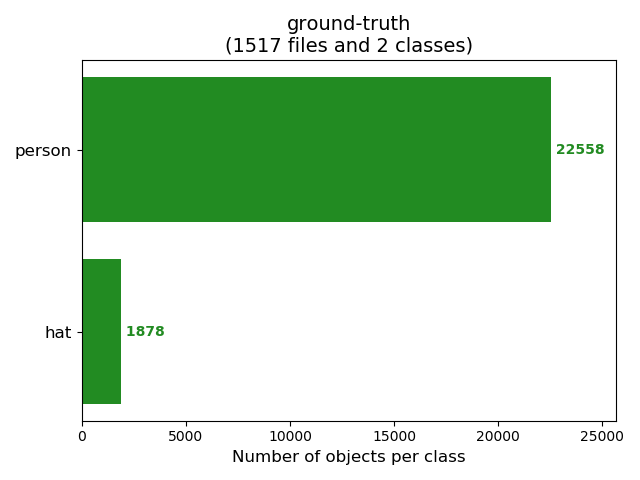 ground-truth
(1517 files and 2 classes)
person
22558
hat
1878
0 5000 10000 15000 20000 25000
Number of objects per class